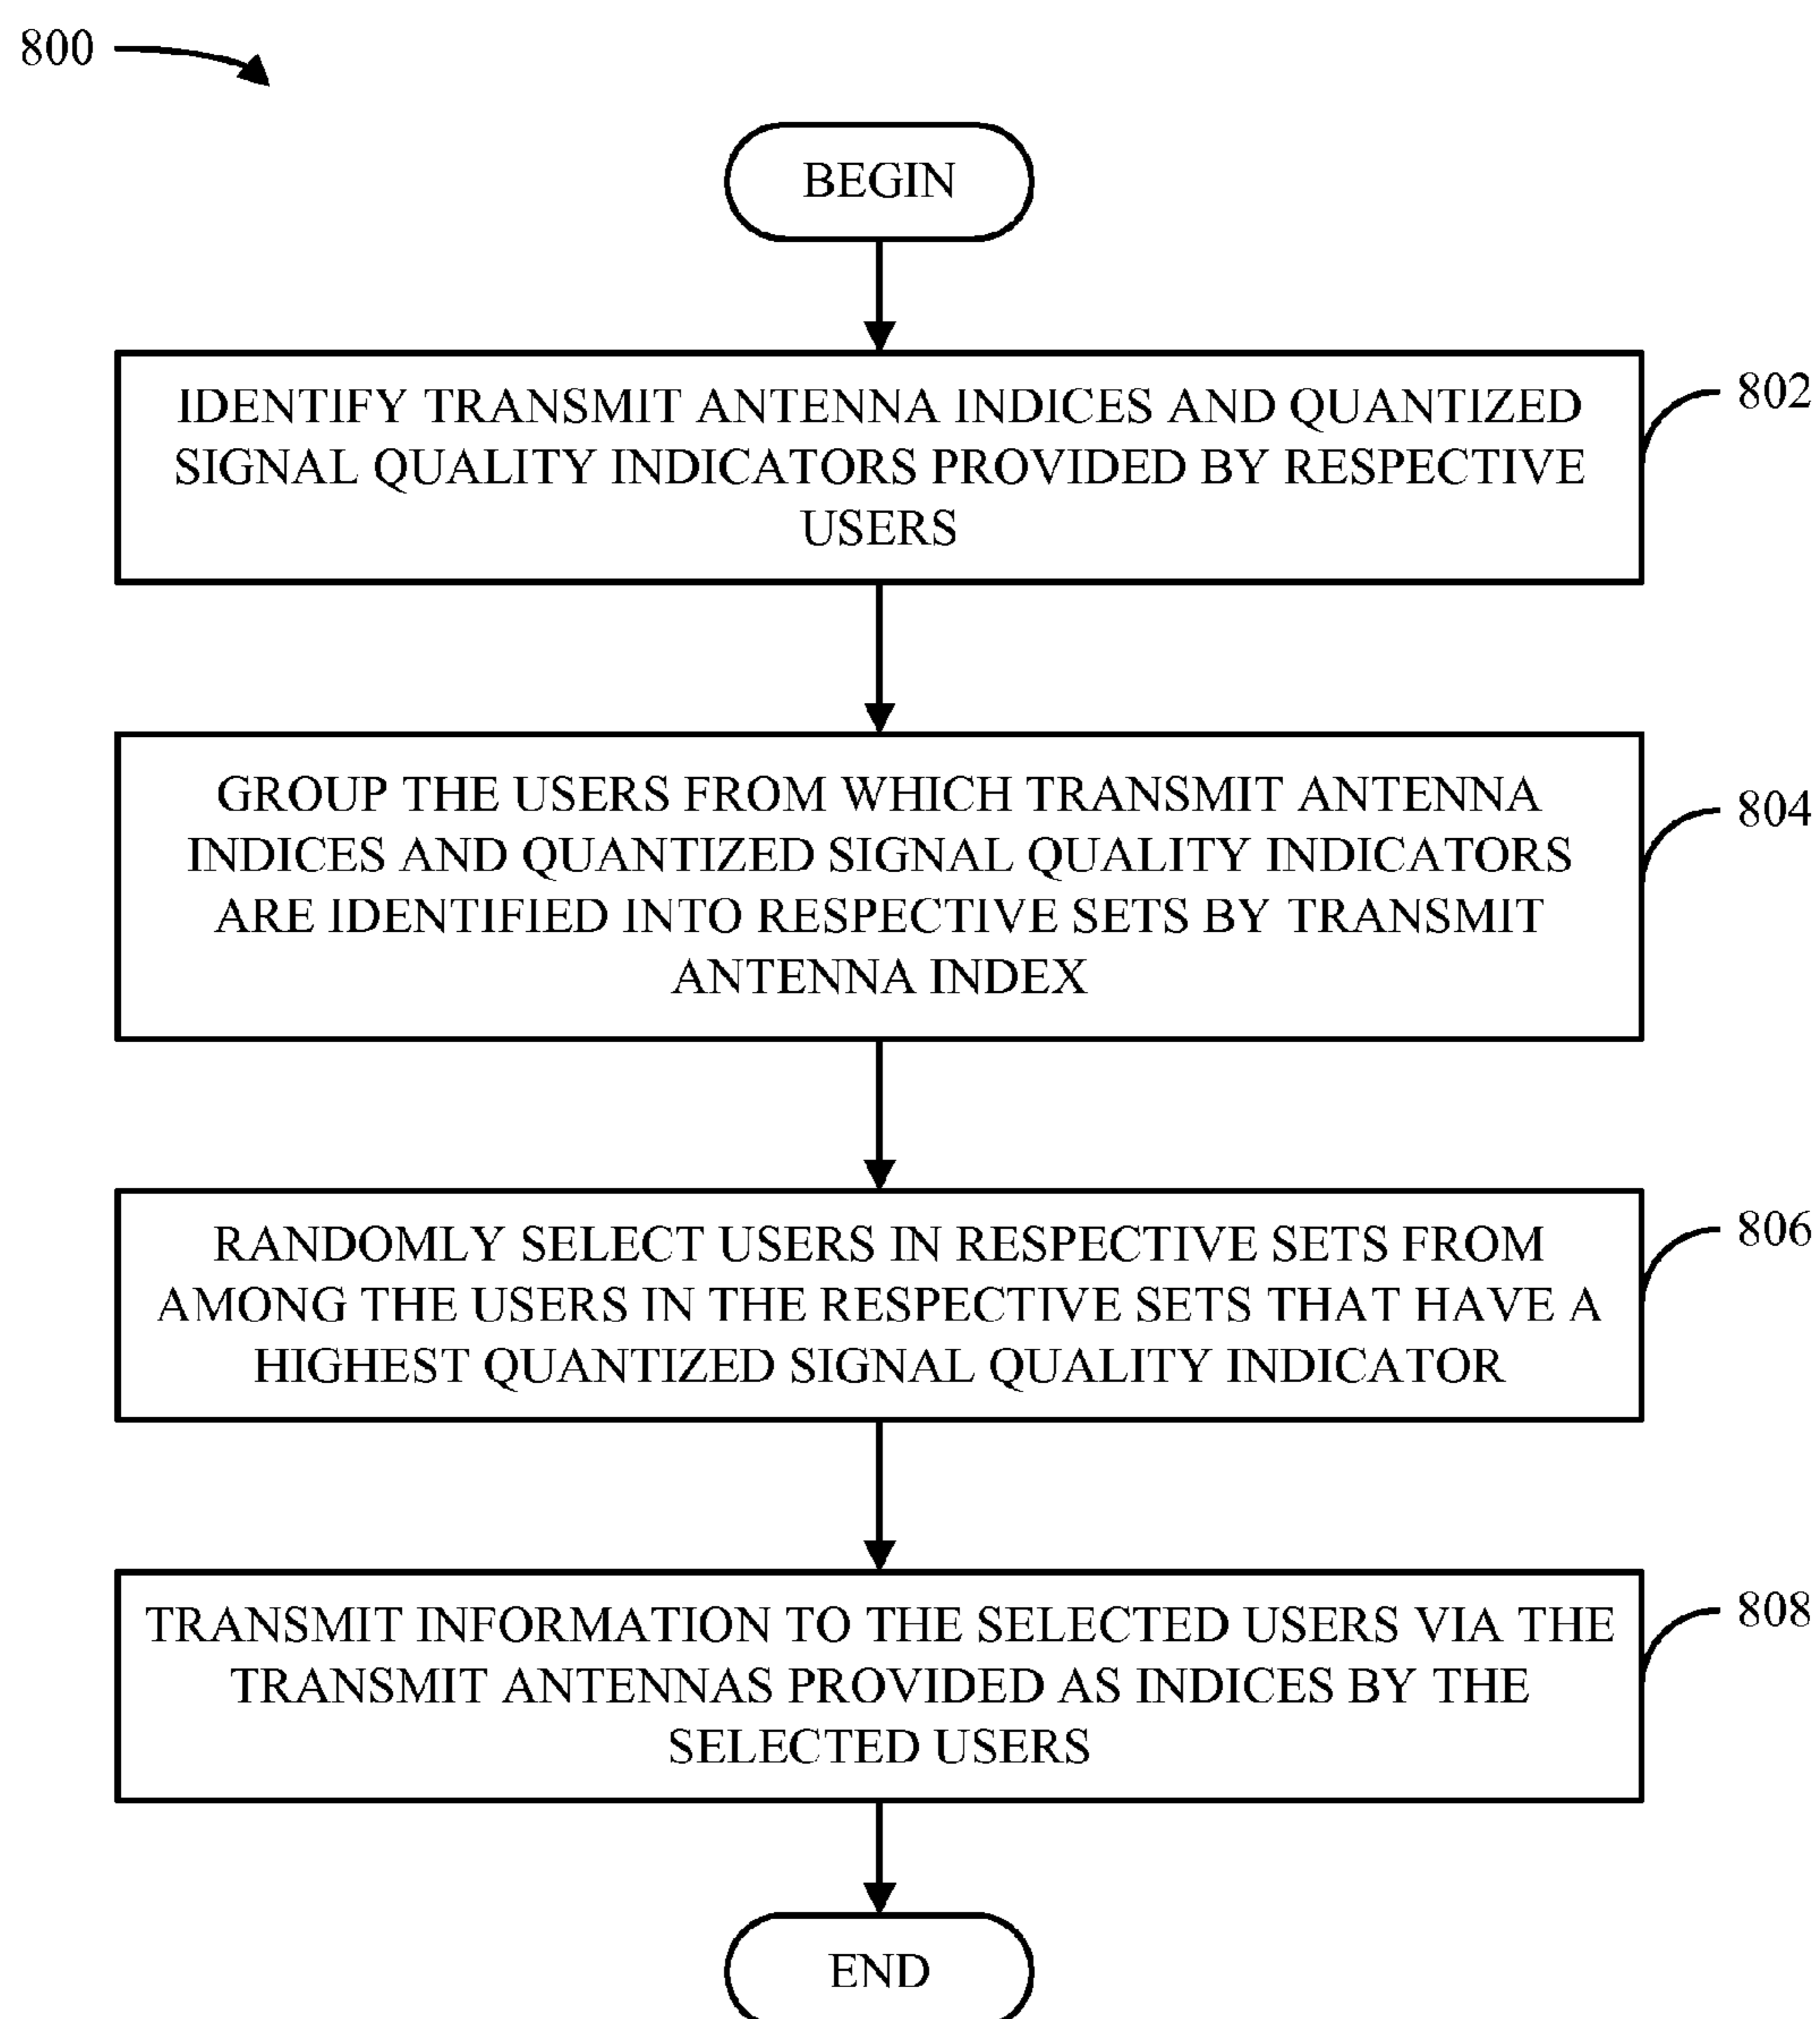 800
BEGIN
IDENTIFY TRANSMIT ANTENNA INDICES AND QUANTIZED
SIGNAL QUALITY INDICATORS PROVIDED BY RESPECTIVE
USERS
802
GROUP THE USERS FROM WHICH TRANSMIT ANTENNA
INDICES AND QUANTIZED SIGNAL QUALITY INDICATORS
ARE IDENTIFIED INTO RESPECTIVE SETS BY TRANSMIT
ANTENNA INDEX
804
RANDOMLY SELECT USERS IN RESPECTIVE SETS FROM
AMONG THE USERS IN THE RESPECTIVE SETS THAT HAVE A
HIGHEST QUANTIZED SIGNAL QUALITY INDICATOR
806
TRANSMIT INFORMATION TO THE SELECTED USERS VIA THE
TRANSMIT ANTENNAS PROVIDED AS INDICES BY THE
SELECTED USERS
808
END